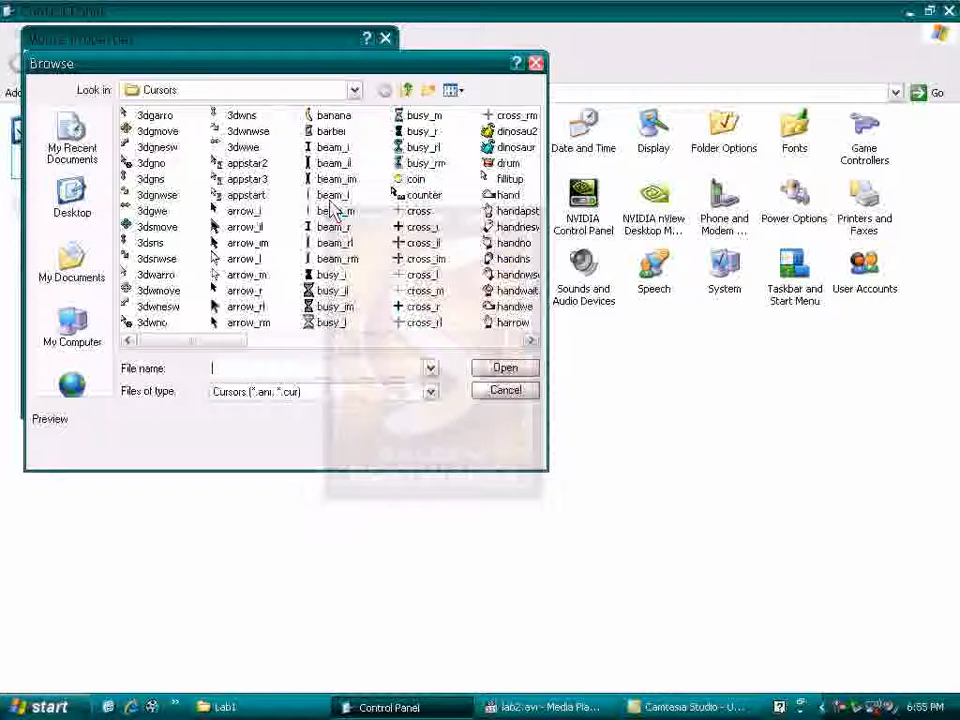 Control Panel
Mouse Properties
Browse
Look in:
Cursors
Add
Go
My Recent
Documents
Desktop
My Documents
My Computer
3dgarro
3dgmove
3dgnesw
3dgno
3dgns
3dgnwse
3dgwe
3dsmove
3dsns
3dsnwse
3dwarro
3dwmove
3dwnesw
3dwno
3dwns
3dwnwse
3dwwe
appstar2
appstar3
appstart
arrow_i
arrow_il
arrow_im
arrow_l
arrow_m
arrow_r
arrow_rl
arrow_rm
banana
barber
beam_i
beam_il
beam_im
beam_l
beam_m
beam_r
beam_rl
beam_rm
busy_i
busy_il
busy_im
busy_l
busy_m
busy_r
busy_rl
busy_rm
coin
counter
cross
cross_i
cross_il
cross_im
cross_l
cross_m
cross_r
cross_rl
cross_rm
dinosau2
dinosaur
drum
fillitup
hand
handapst
handnesw
handno
handns
handnws
handwait
handwe
harrow
File name:
Open
Files of type:
Cursors (*.ani, *.cur)
Cancel
Preview
Date and Time
Display
Folder Options
Fonts
Game
Controllers
NVIDIA
Control Panel
NVIDIA nView
Desktop M...
Phone and
Modem ...
Power Options
Printers and
Faxes
Sounds and
Audio Devices
Speech
System
Taskbar and
Start Menu
User Accounts
start
Lab1
Control Panel
lab2.avi - Media Pla...
Camtasia Studio - U...
6:55 PM